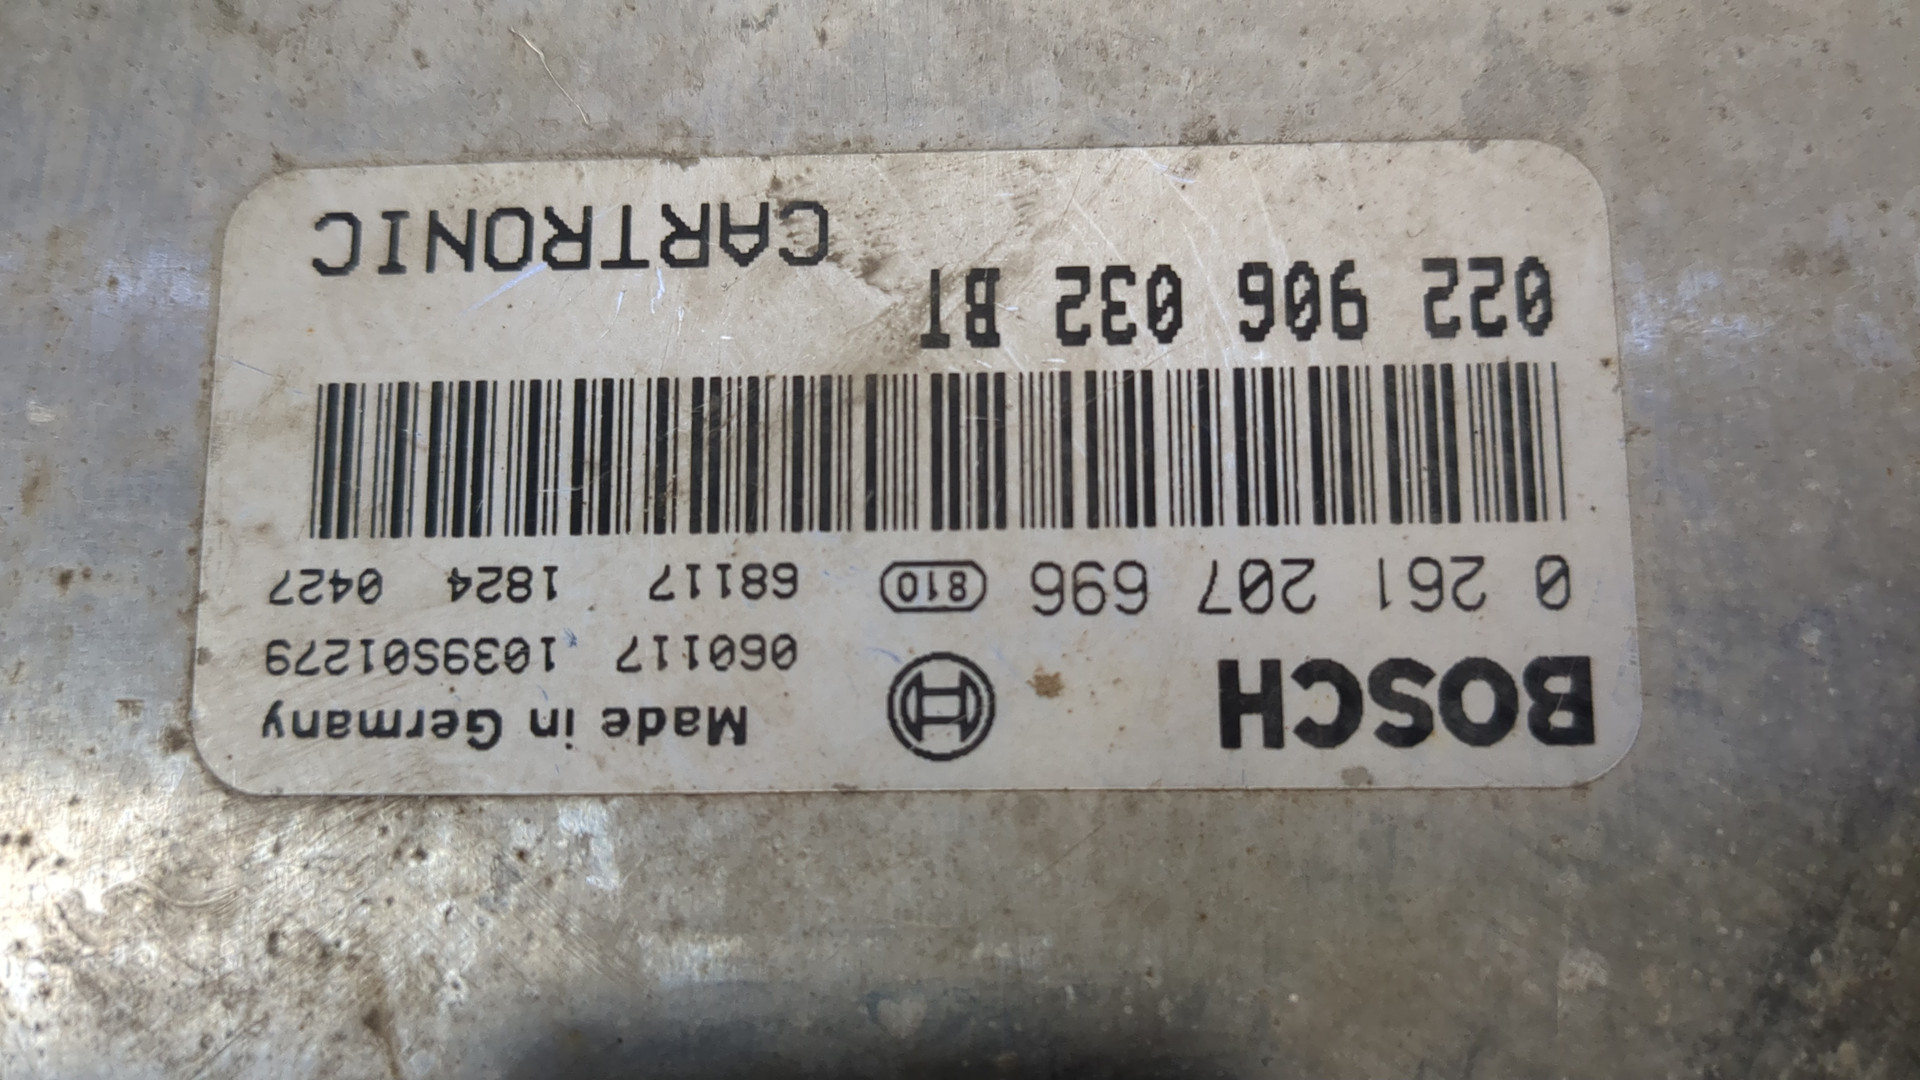 BOSCH Made in Germany
060117 1039S01279
0 261 207 696 810 68117 1824 0427
022 906 032 BT
CARTRONIC